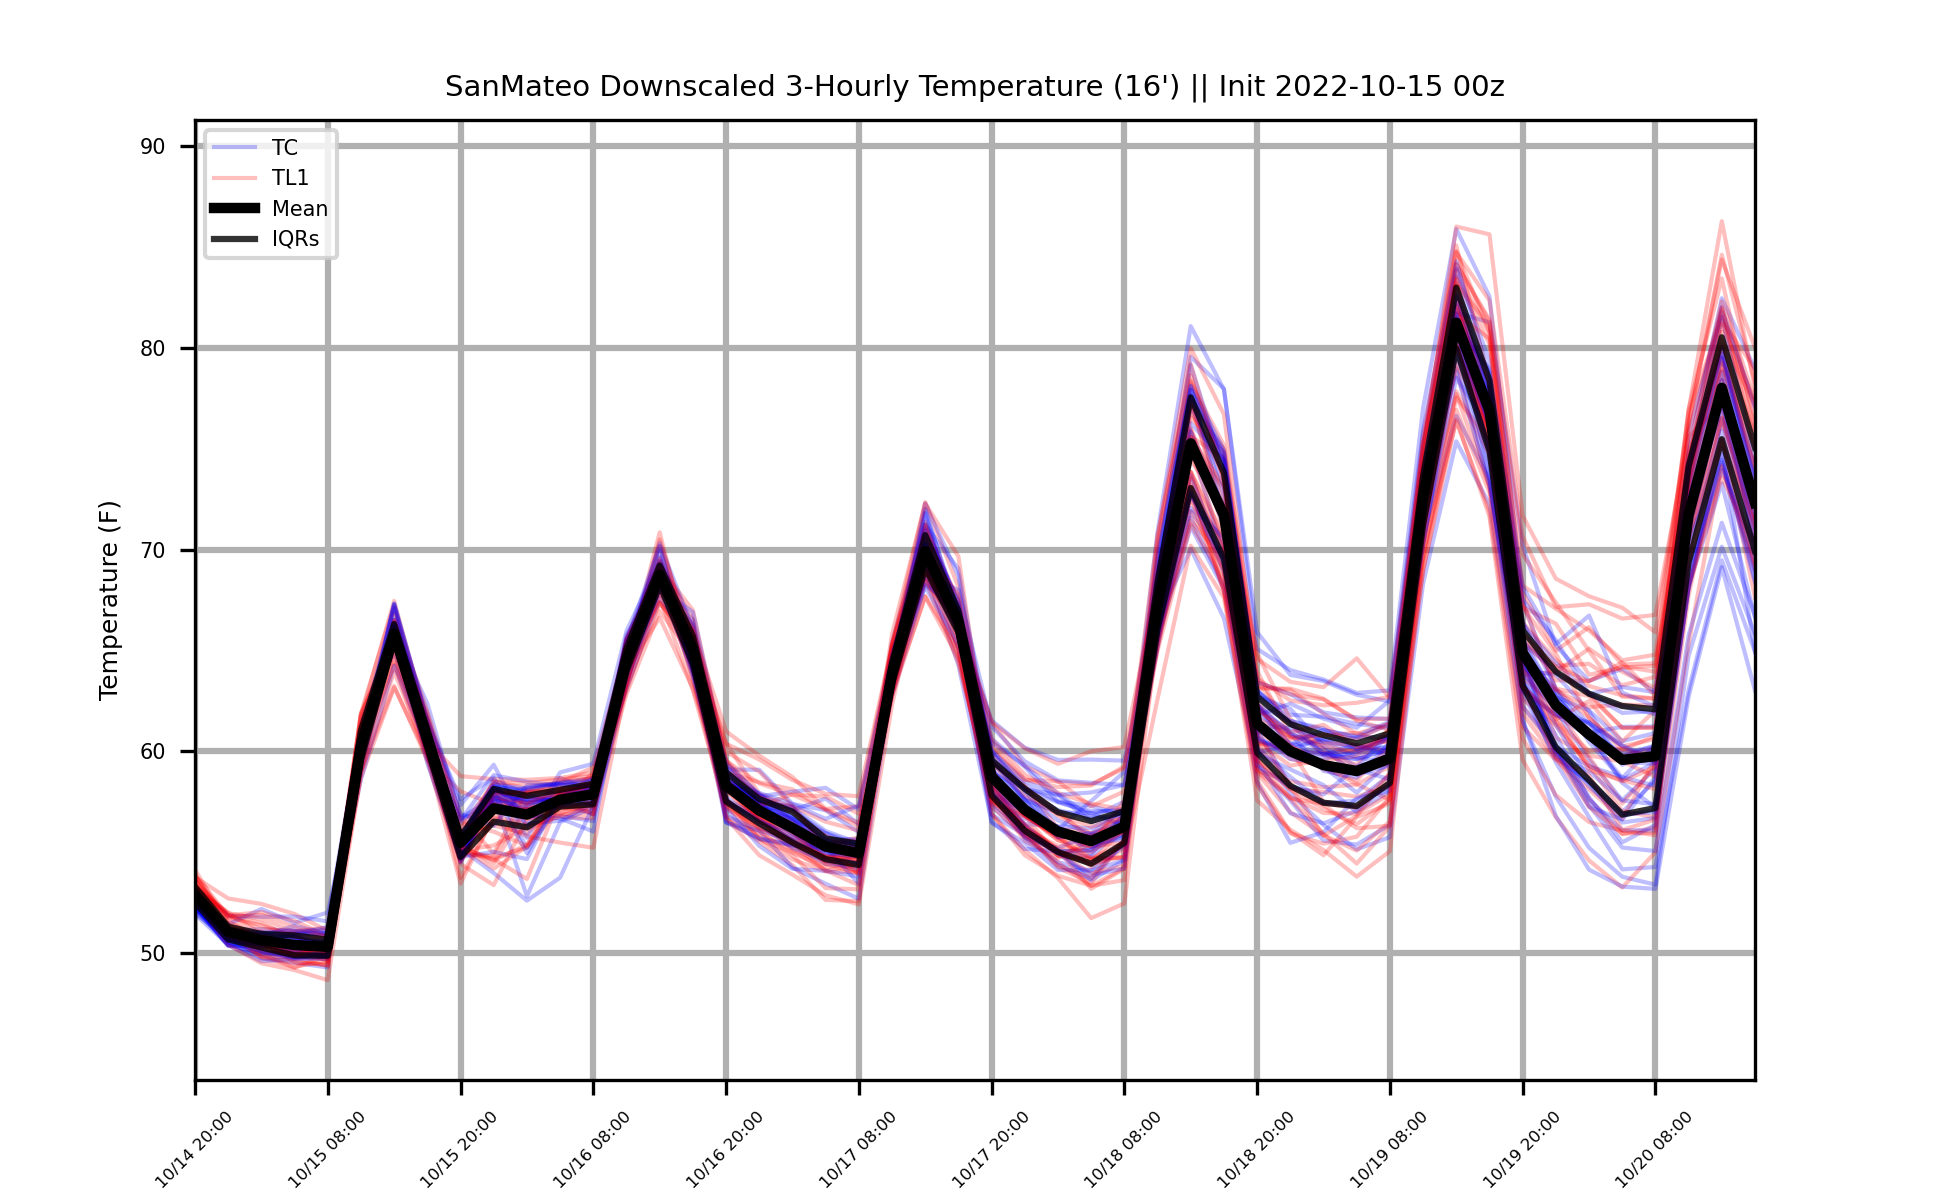 SanMateo Downscaled 3-Hourly Temperature (16') || Init 2022-10-15 00z
TC
TL1
Mean
IQRs
Temperature (F)
90
80
70
60
50
10/14 20:00
10/15 08:00
10/15 20:00
10/16 08:00
10/16 20:00
10/17 08:00
10/17 20:00
10/18 08:00
10/18 20:00
10/19 08:00
10/19 20:00
10/20 08:00